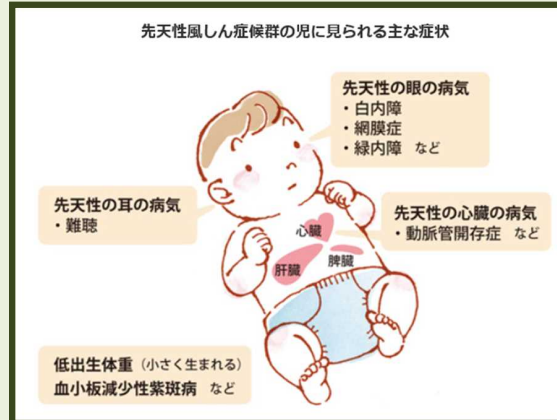 先天性風しん症候群の児に見られる主な症状
先天性の眼の病気
・白内障
・網膜症
・緑内障 など
先天性の耳の病気
・難聴
先天性の心臓の病気
・動脈管開存症 など
心臓
肝臓
脾臓
低出生体重（小さく生まれる）
血小板減少性紫斑病 など